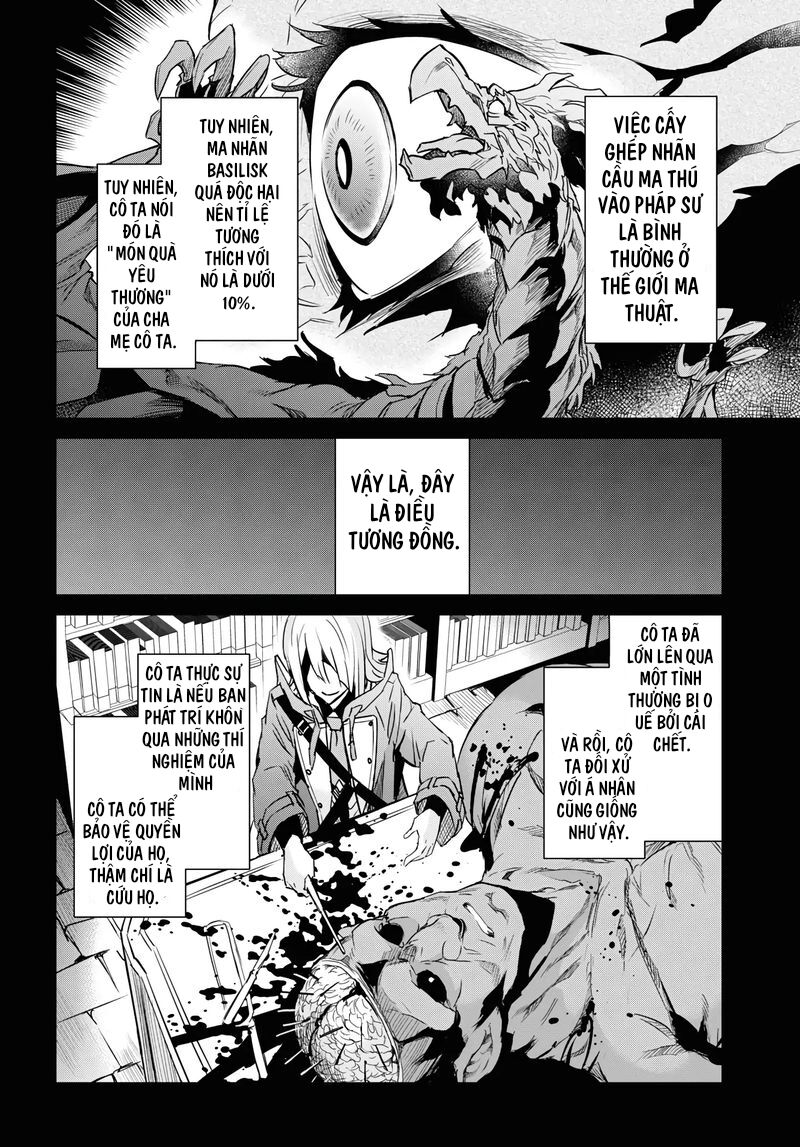 VIỆC CẤY
GHÉP NHÃN
CẦU MA THÚ
VÀO PHÁP SƯ
LÀ BÌNH
THƯỜNG Ở
THẾ GIỚI MA
THUẬT.
TUY NHIÊN,
MA NHÃN
BASILISK
QUÁ ĐỘC HẠI
NÊN TỈ LỆ
TƯƠNG
THÍCH VỚI
NÓ LÀ DƯỚI
10%.
TUY NHIÊN,
CÔ TA NÓI
ĐÓ LÀ
"MÓN QUÀ
YÊU
THƯƠNG"
CỦA CHA
MẸ CÔ TA.
VẬY LÀ, ĐÂY
LÀ ĐIỀU
TƯƠNG ĐỒNG.
CÔ TA ĐÃ
LỚN LÊN QUA
MỘT TÌNH
THƯƠNG BỊ O
UẾ BỞI CÁI
CHẾT.
VÀ RỒI, CÔ
TA ĐỐI XỬ
VỚI Á NHÂN
CŨNG GIỐNG
NHƯ VẬY.
CÔ TA THỰC SỰ
TIN LÀ NẾU BAN
PHÁT TRÍ KHÔN
QUA NHỮNG THÍ
NGHIỆM CỦA
MÌNH
CÔ TA CÓ THỂ
BẢO VỆ QUYỀN
LỢI CỦA HỌ,
THẬM CHÍ LÀ
CỨU HỌ.